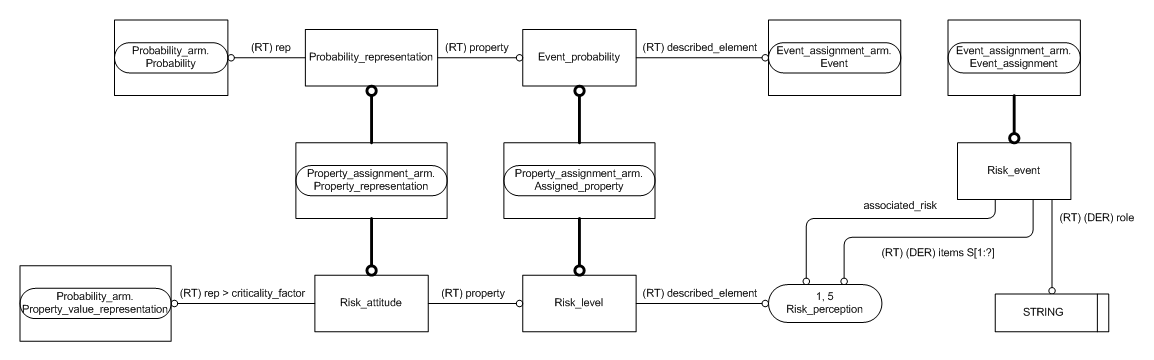 Probability_arm.
Probability
(RT) rep
Probability_representation
(RT) property
Event_probability
(RT) described_element
Event_assignment_arm.
Event
Event_assignment_arm.
Event_assignment
Property_assignment_arm.
Property_representation
Property_assignment_arm.
Assigned_property
Risk_event
associated_risk
(RT) (DER) role
(RT) (DER) items S[1:?]
Probability_arm.
Property_value_representation
(RT) rep > criticality_factor
Risk_attitude
(RT) property
Risk_level
(RT) described_element
1, 5
Risk_perception
STRING